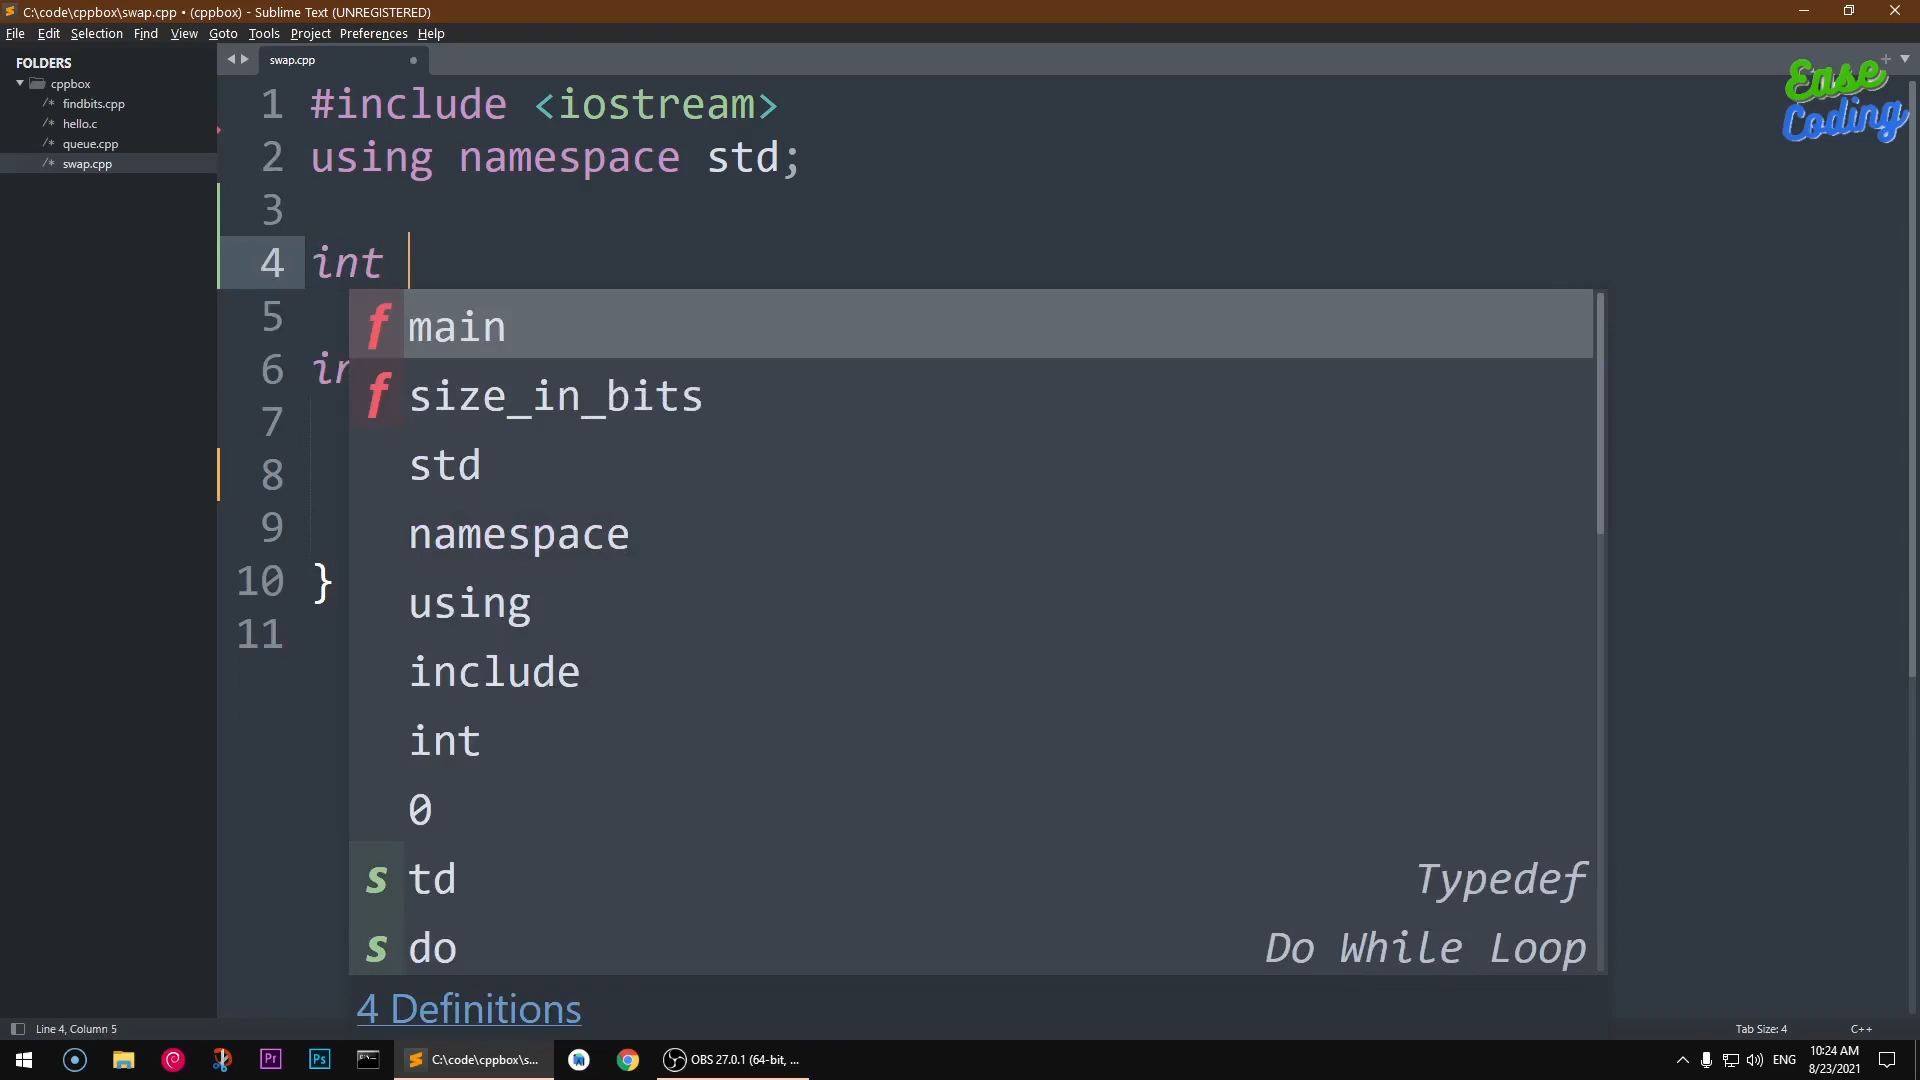 C:\code\cppbox\swap.cpp • (cppbox) - Sublime Text (UNREGISTERED)
File Edit Selection Find View Goto Tools Project Preferences Help
FOLDERS
cppbox
/* findbits.cpp
/* hello.c
/* queue.cpp
/* swap.cpp
swap.cpp
Ease
Coding
1 #include <iostream>
2 using namespace std;
3
4 int
5
6 in
7
8
9
10 }
11
f main
f size_in_bits
std
namespace
using
include
int
0
s td Typedef
s do Do While Loop
4 Definitions
Line 4, Column 5
Tab Size: 4
C++
Pr
Ps
C:\code\cppbox\s...
OBS 27.0.1 (64-bit, ...
ENG
10:24 AM
8/23/2021